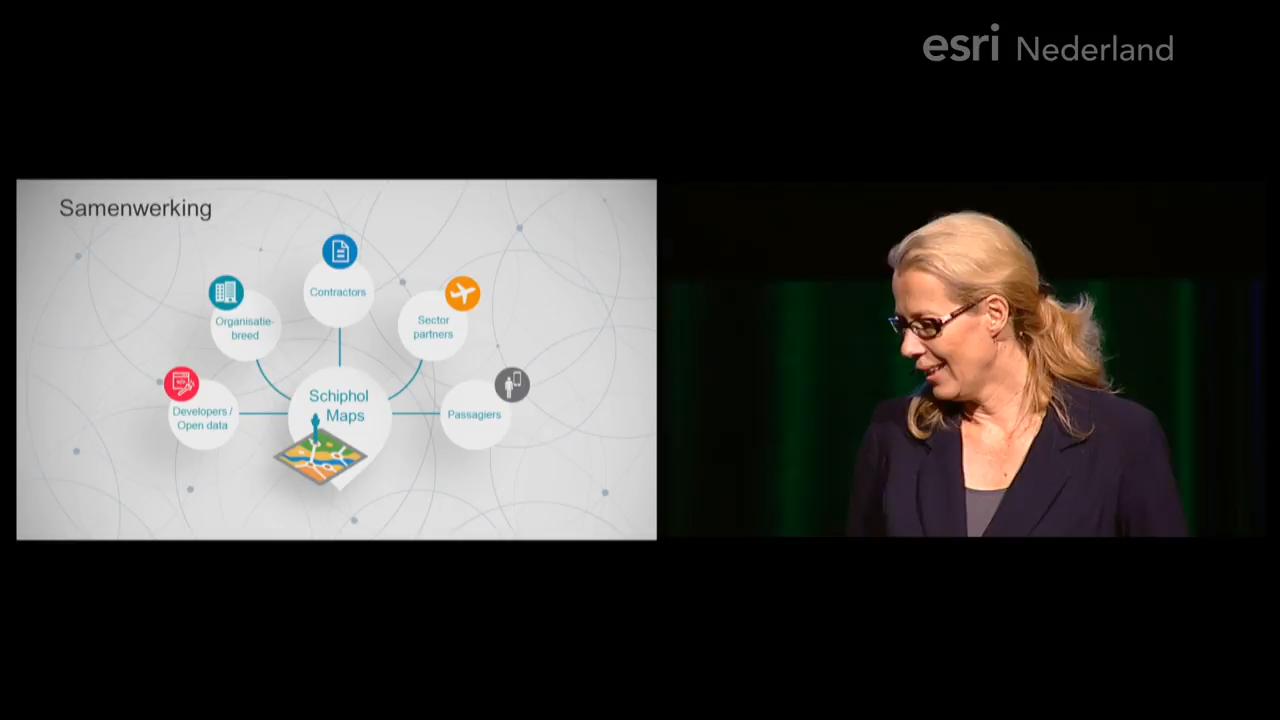 esri Nederland
Samenwerking
Contractors
Organisatie-
breed
Sector
partners
Schiphol
Maps
Developers /
Open data
Passagiers